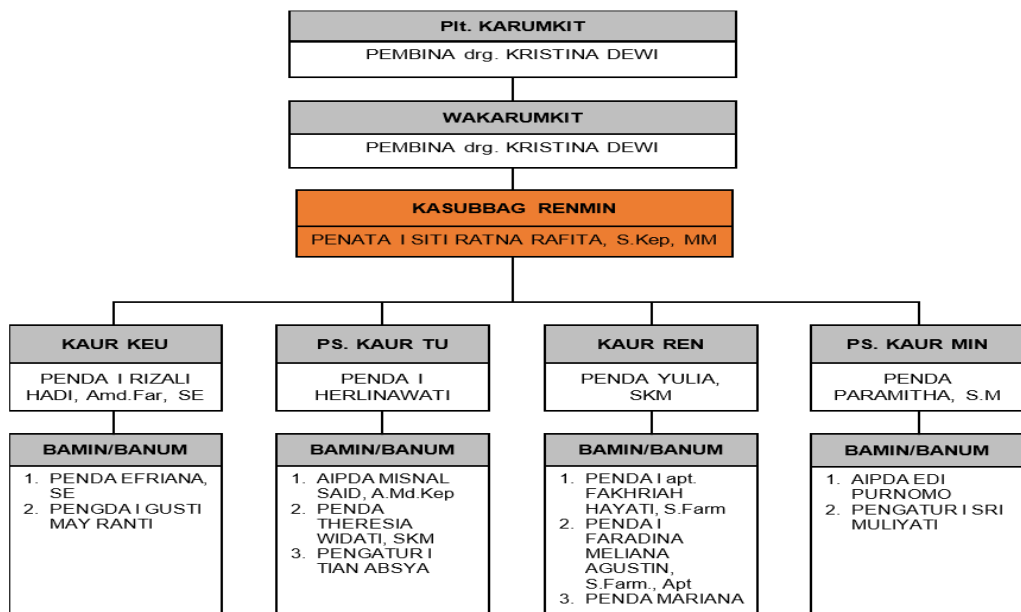 Plt. KARUMKIT
PEMBINA drg. KRISTINA DEWI
WAKARUMKIT
PEMBINA drg. KRISTINA DEWI
KASUBBAG RENMIN
PENATA I SITI RATNA RAFITA, S.Kep, MM
KAUR KEU
PENDA I RIZALI
HADI, Amd.Far, SE
PS. KAUR TU
PENDA I
HERLINAWATI
KAUR REN
PENDA YULIA,
SKM
PS. KAUR MIN
PENDA
PARAMITHA, S.M
BAMIN/BANUM
1. PENDA EFRIANA,
SE
2. PENGDA I GUSTI
MAY RANTI
BAMIN/BANUM
1. AIPDA MISNAL
SAID, A.Md.Kep
2. PENDA
THERESIA
WIDATI, SKM
3. PENGATUR I
TIAN ABSYA
BAMIN/BANUM
1. PENDA I apt.
FAKHRIAH
HAYATI, S.Farm
2. PENDA I
FARADINA
MELIANA
AGUSTIN,
S.Farm., Apt
3. PENDA MARIANA
BAMIN/BANUM
1. AIPDA EDI
PURNOMO
2. PENGATUR I SRI
MULIYATI